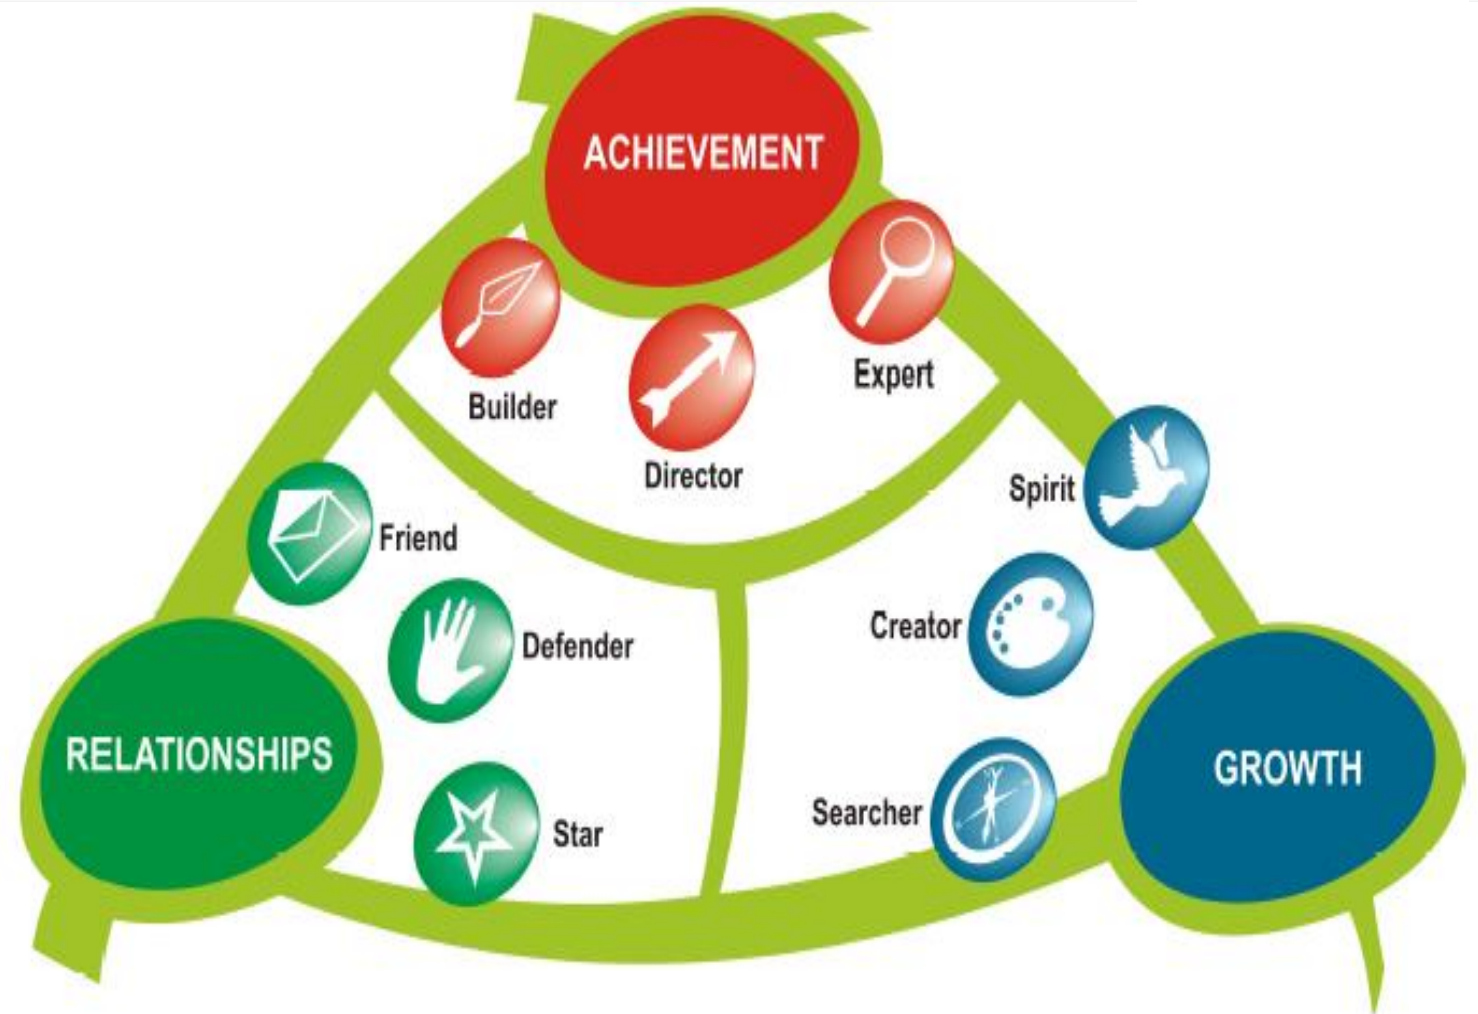 ACHIEVEMENT
Builder
Director
Expert
Friend
Defender
Star
RELATIONSHIPS
Spirit
Creator
Searcher
GROWTH